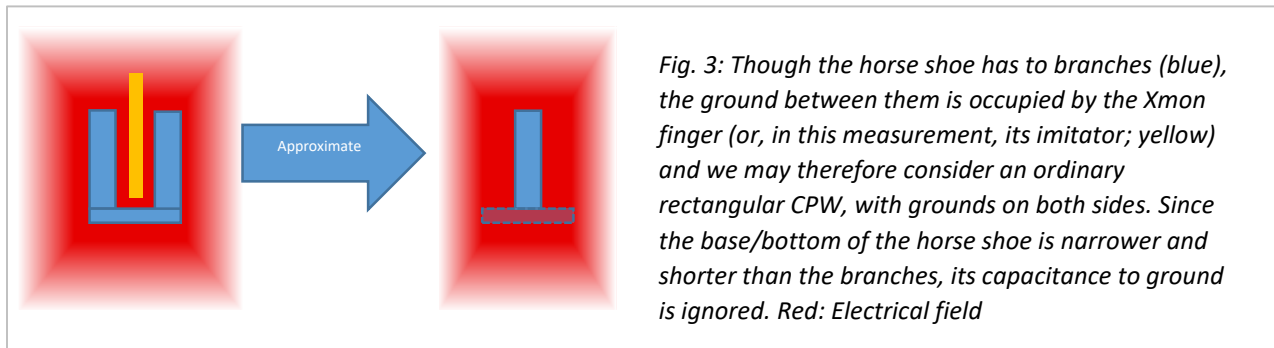 Approximate
Fig. 3: Though the horse shoe has to branches (blue),
the ground between them is occupied by the Xmon
finger (or, in this measurement, its imitator; yellow)
and we may therefore consider an ordinary
rectangular CPW, with grounds on both sides. Since
the base/bottom of the horse shoe is narrower and
shorter than the branches, its capacitance to ground
is ignored. Red: Electrical field